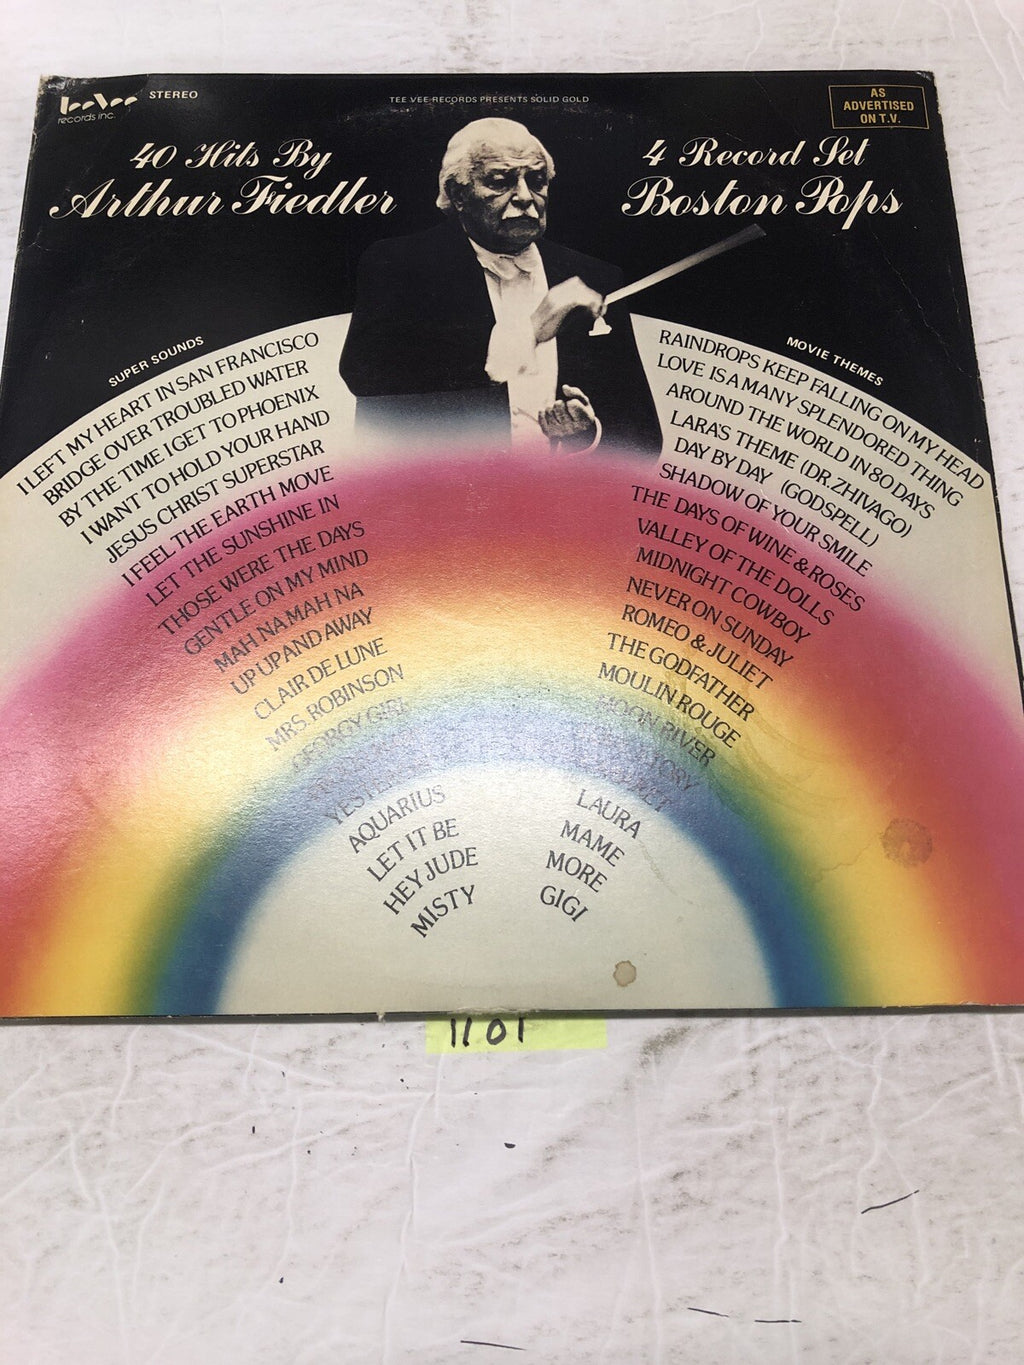 TeeVee
records inc.
STEREO
TEE VEE RECORDS PRESENTS SOLID GOLD
AS
ADVERTISED
ON T.V.
40 Hits By
Arthur Fiedler
4 Record Set
Boston Pops
SUPER SOUNDS
I LEFT MY HEART IN SAN FRANCISCO
BRIDGE OVER TROUBLED WATER
BY THE TIME I GET TO PHOENIX
I WANT TO HOLD YOUR HAND
JESUS CHRIST SUPERSTAR
I FEEL THE EARTH MOVE
LET THE SUNSHINE IN
THOSE WERE THE DAYS
GENTLE ON MY MIND
MAH NA MAH NA
UP UP AND AWAY
CLAIR DE LUNE
MRS. ROBINSON
GEORGY GIRL
YESTERDAY
AQUARIUS
LET IT BE
HEY JUDE
MISTY
MOVIE THEMES
RAINDROPS KEEP FALLING ON MY HEAD
LOVE IS A MANY SPLENDORED THING
AROUND THE WORLD IN 80 DAYS
LARA'S THEME (DR. ZHIVAGO)
DAY BY DAY (GODSPELL)
SHADOW OF YOUR SMILE
THE DAYS OF WINE & ROSES
VALLEY OF THE DOLLS
MIDNIGHT COWBOY
NEVER ON SUNDAY
ROMEO & JULIET
THE GODFATHER
MOULIN ROUGE
MOON RIVER
STORY
LAURA
MAME
MORE
GIGI
1101